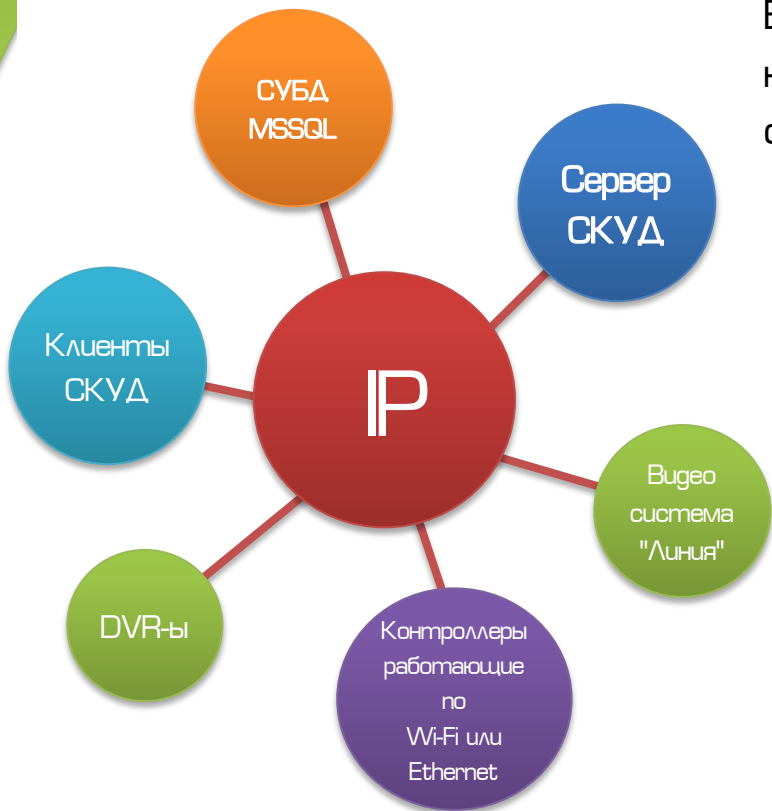 СУБД
MSSQL
Сервер
СКУД
Клиенты
СКУД
IP
Видео
система
"Линия"
DVR-ы
Контроллеры
работающие
по
Wi-Fi или
Ethernet